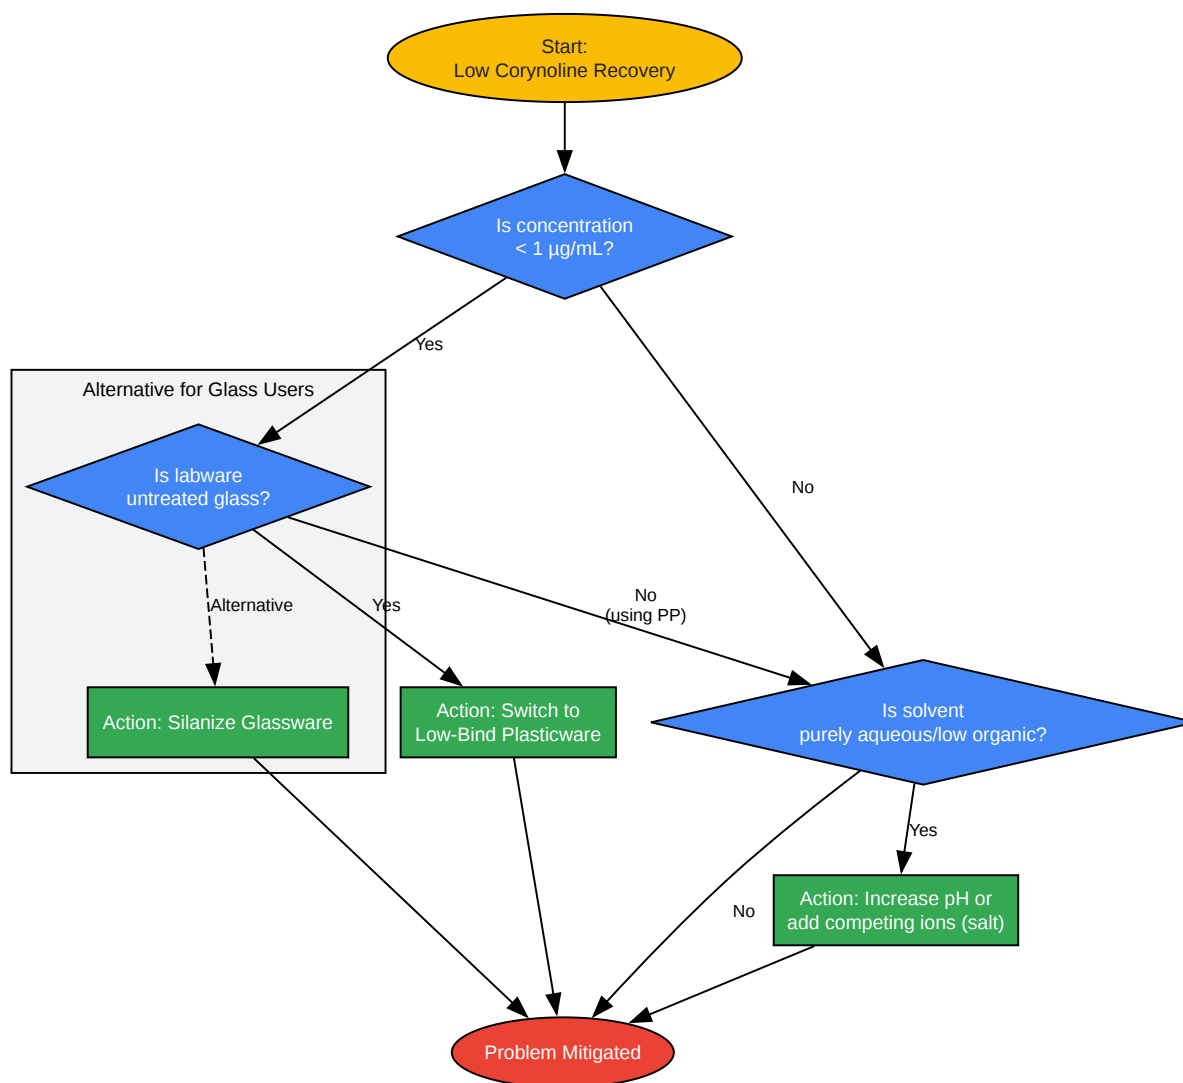 Start:
Low Corynoline Recovery
Is concentration
< 1 µg/mL?
Yes
Alternative for Glass Users
Is labware
untreated glass?
No
Alternative
Yes
No
(using PP)
Action: Silanize Glassware
Action: Switch to
Low-Bind Plasticware
Is solvent
purely aqueous/low organic?
Yes
No
Action: Increase pH or
add competing ions (salt)
Problem Mitigated